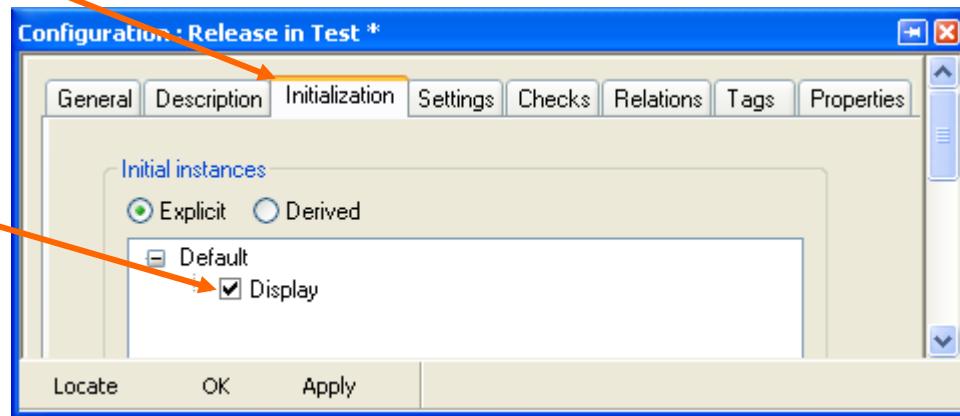 Configuration : Release in Test *
General Description Initialization Settings Checks Relations Tags Properties
Initial instances
Explicit Derived
Default
Display
Locate OK Apply